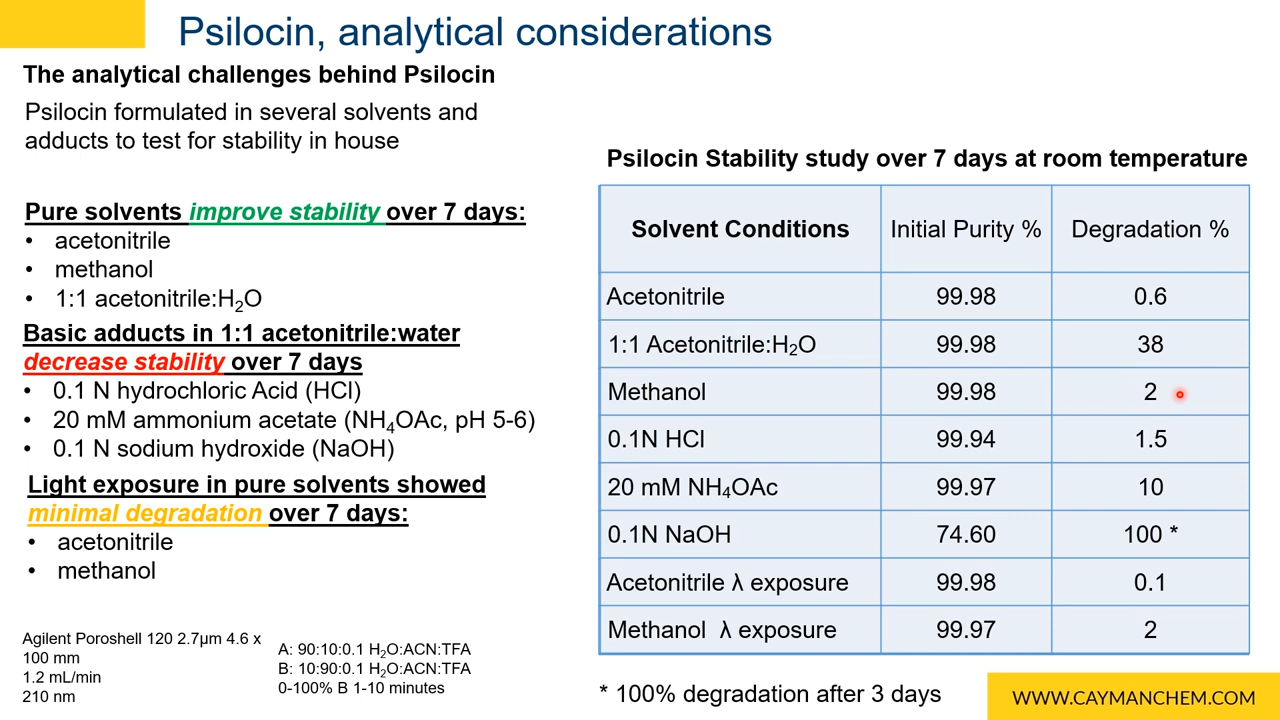 Psilocin, analytical considerations
The analytical challenges behind Psilocin
Psilocin formulated in several solvents and
adducts to test for stability in house
Pure solvents improve stability over 7 days:
• acetonitrile
• methanol
• 1:1 acetonitrile:H₂O
Basic adducts in 1:1 acetonitrile:water
decrease stability over 7 days
• 0.1 N hydrochloric Acid (HCl)
• 20 mM ammonium acetate (NH₄OAc, pH 5-6)
• 0.1 N sodium hydroxide (NaOH)
Light exposure in pure solvents showed
minimal degradation over 7 days:
• acetonitrile
• methanol
Agilent Poroshell 120 2.7µm 4.6 x
100 mm
1.2 mL/min
210 nm
A: 90:10:0.1 H₂O:ACN:TFA
B: 10:90:0.1 H₂O:ACN:TFA
0-100% B 1-10 minutes
Psilocin Stability study over 7 days at room temperature
Solvent Conditions Initial Purity % Degradation %
Acetonitrile 99.98 0.6
1:1 Acetonitrile:H₂O 99.98 38
Methanol 99.98 2
0.1N HCl 99.94 1.5
20 mM NH₄OAc 99.97 10
0.1N NaOH 74.60 100 *
Acetonitrile λ exposure 99.98 0.1
Methanol λ exposure 99.97 2
* 100% degradation after 3 days
WWW.CAYMANCHEM.COM